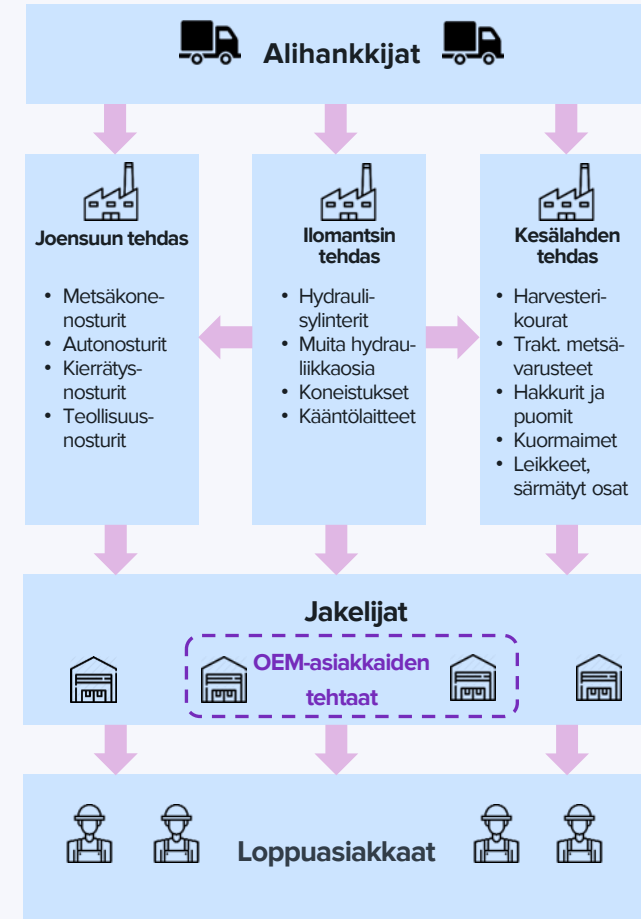 Alihankkijat
Joensuun tehdas
• Metsäkone-
nosturit
• Autonosturit
• Kierrätys-
nosturit
• Teollisuus-
nosturit
Ilomantsin
tehdas
• Hydrauli-
sylinterit
• Muita hydrau-
liikkaosia
• Koneistukset
• Kääntölaitteet
Kesälahden
tehdas
• Harvesteri-
kourat
• Trakt. metsä-
varusteet
• Hakkurit ja
puomit
• Kuormaimet
• Leikkeet,
särmätyt osat
Jakelijat
OEM-asiakkaiden
tehtaat
Loppuasiakkaat